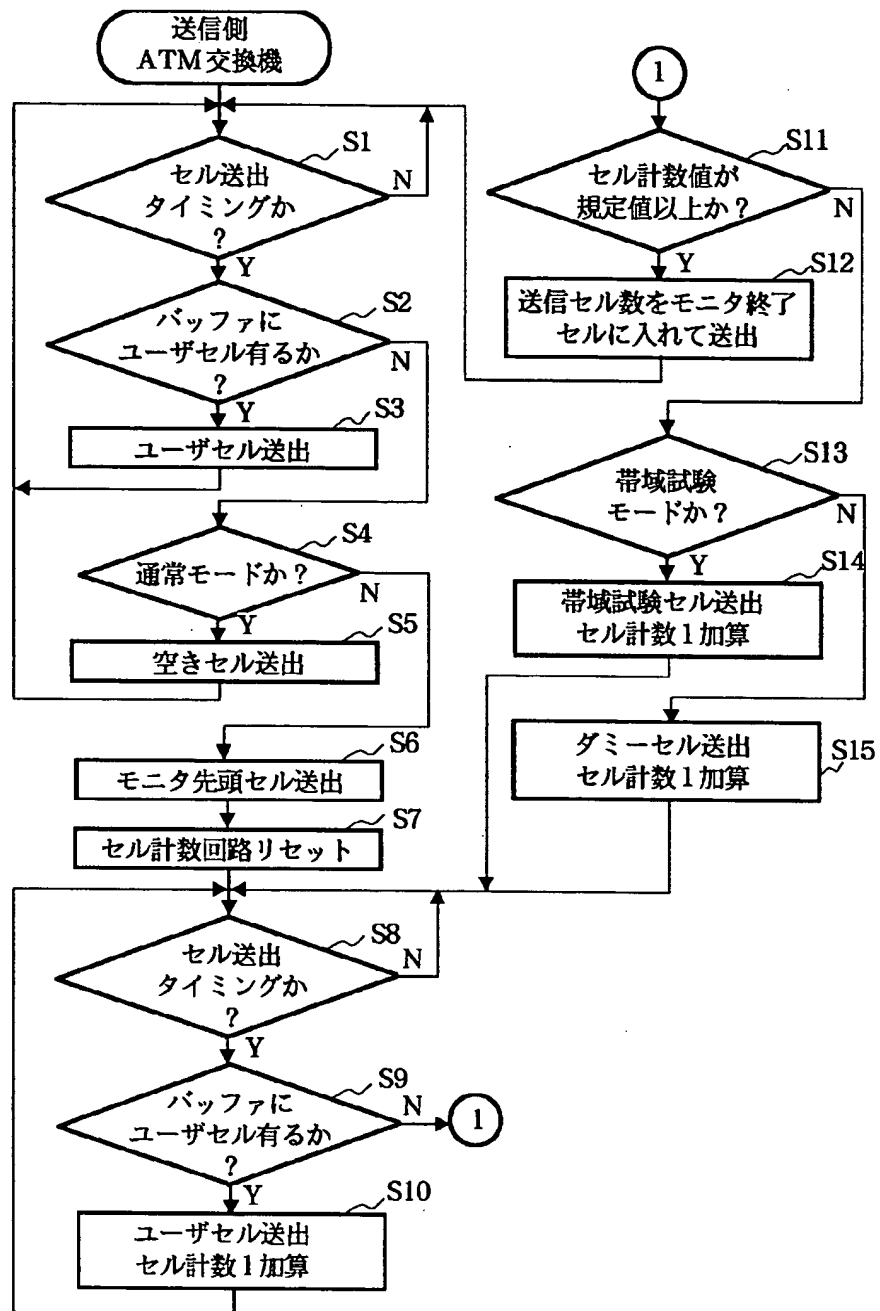 送信側
ATM交換機
S1
セル送出
タイミングか
?
N
Y
S2
バッファに
ユーザセル有るか
?
N
Y
S3
ユーザセル送出
S4
通常モードか?
N
Y
S5
空きセル送出
S6
モニタ先頭セル送出
S7
セル計数回路リセット
S8
セル送出
タイミングか
?
N
Y
S9
バッファに
ユーザセル有るか
?
N
1
Y
S10
ユーザセル送出
セル計数1加算
1
S11
セル計数値が
規定値以上か?
N
Y
S12
送信セル数をモニタ終了
セルに入れて送出
S13
帯域試験
モードか?
N
Y
S14
帯域試験セル送出
セル計数1加算
S15
ダミーセル送出
セル計数1加算